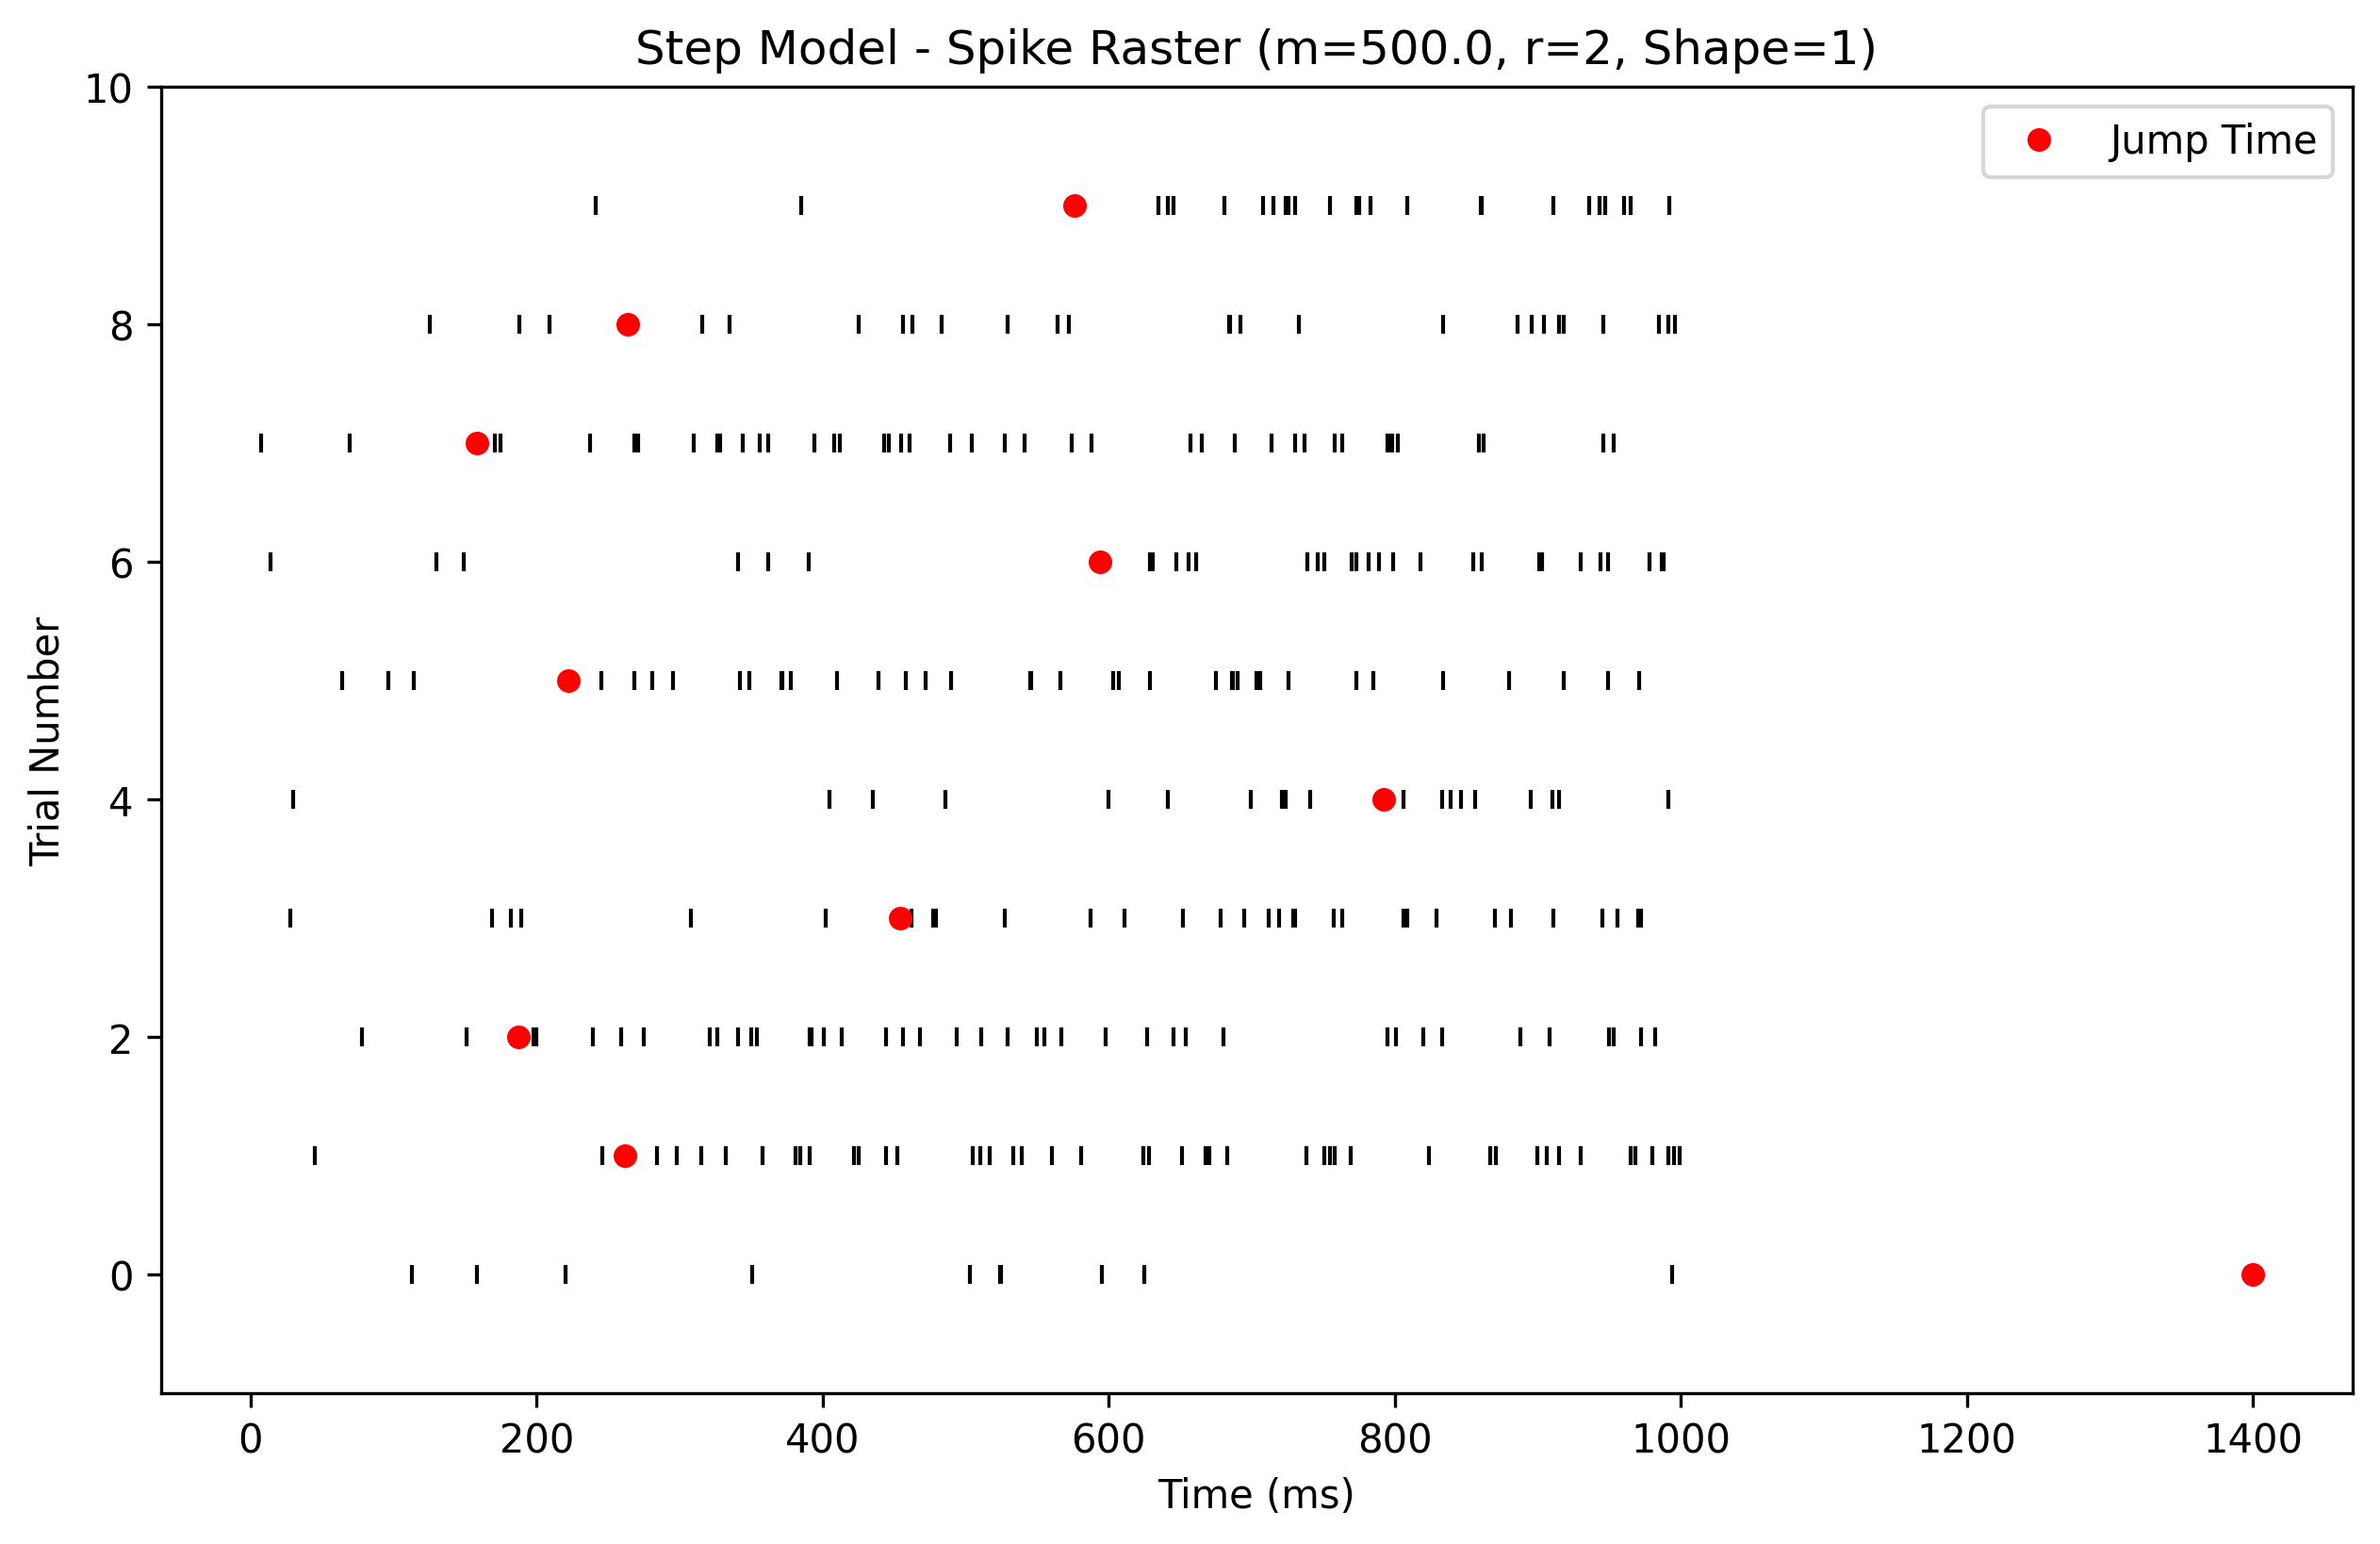 Step Model - Spike Raster (m=500.0, r=2, Shape=1)
Jump Time
Trial Number
10
8
6
4
2
0
0 200 400 600 800 1000 1200 1400
Time (ms)